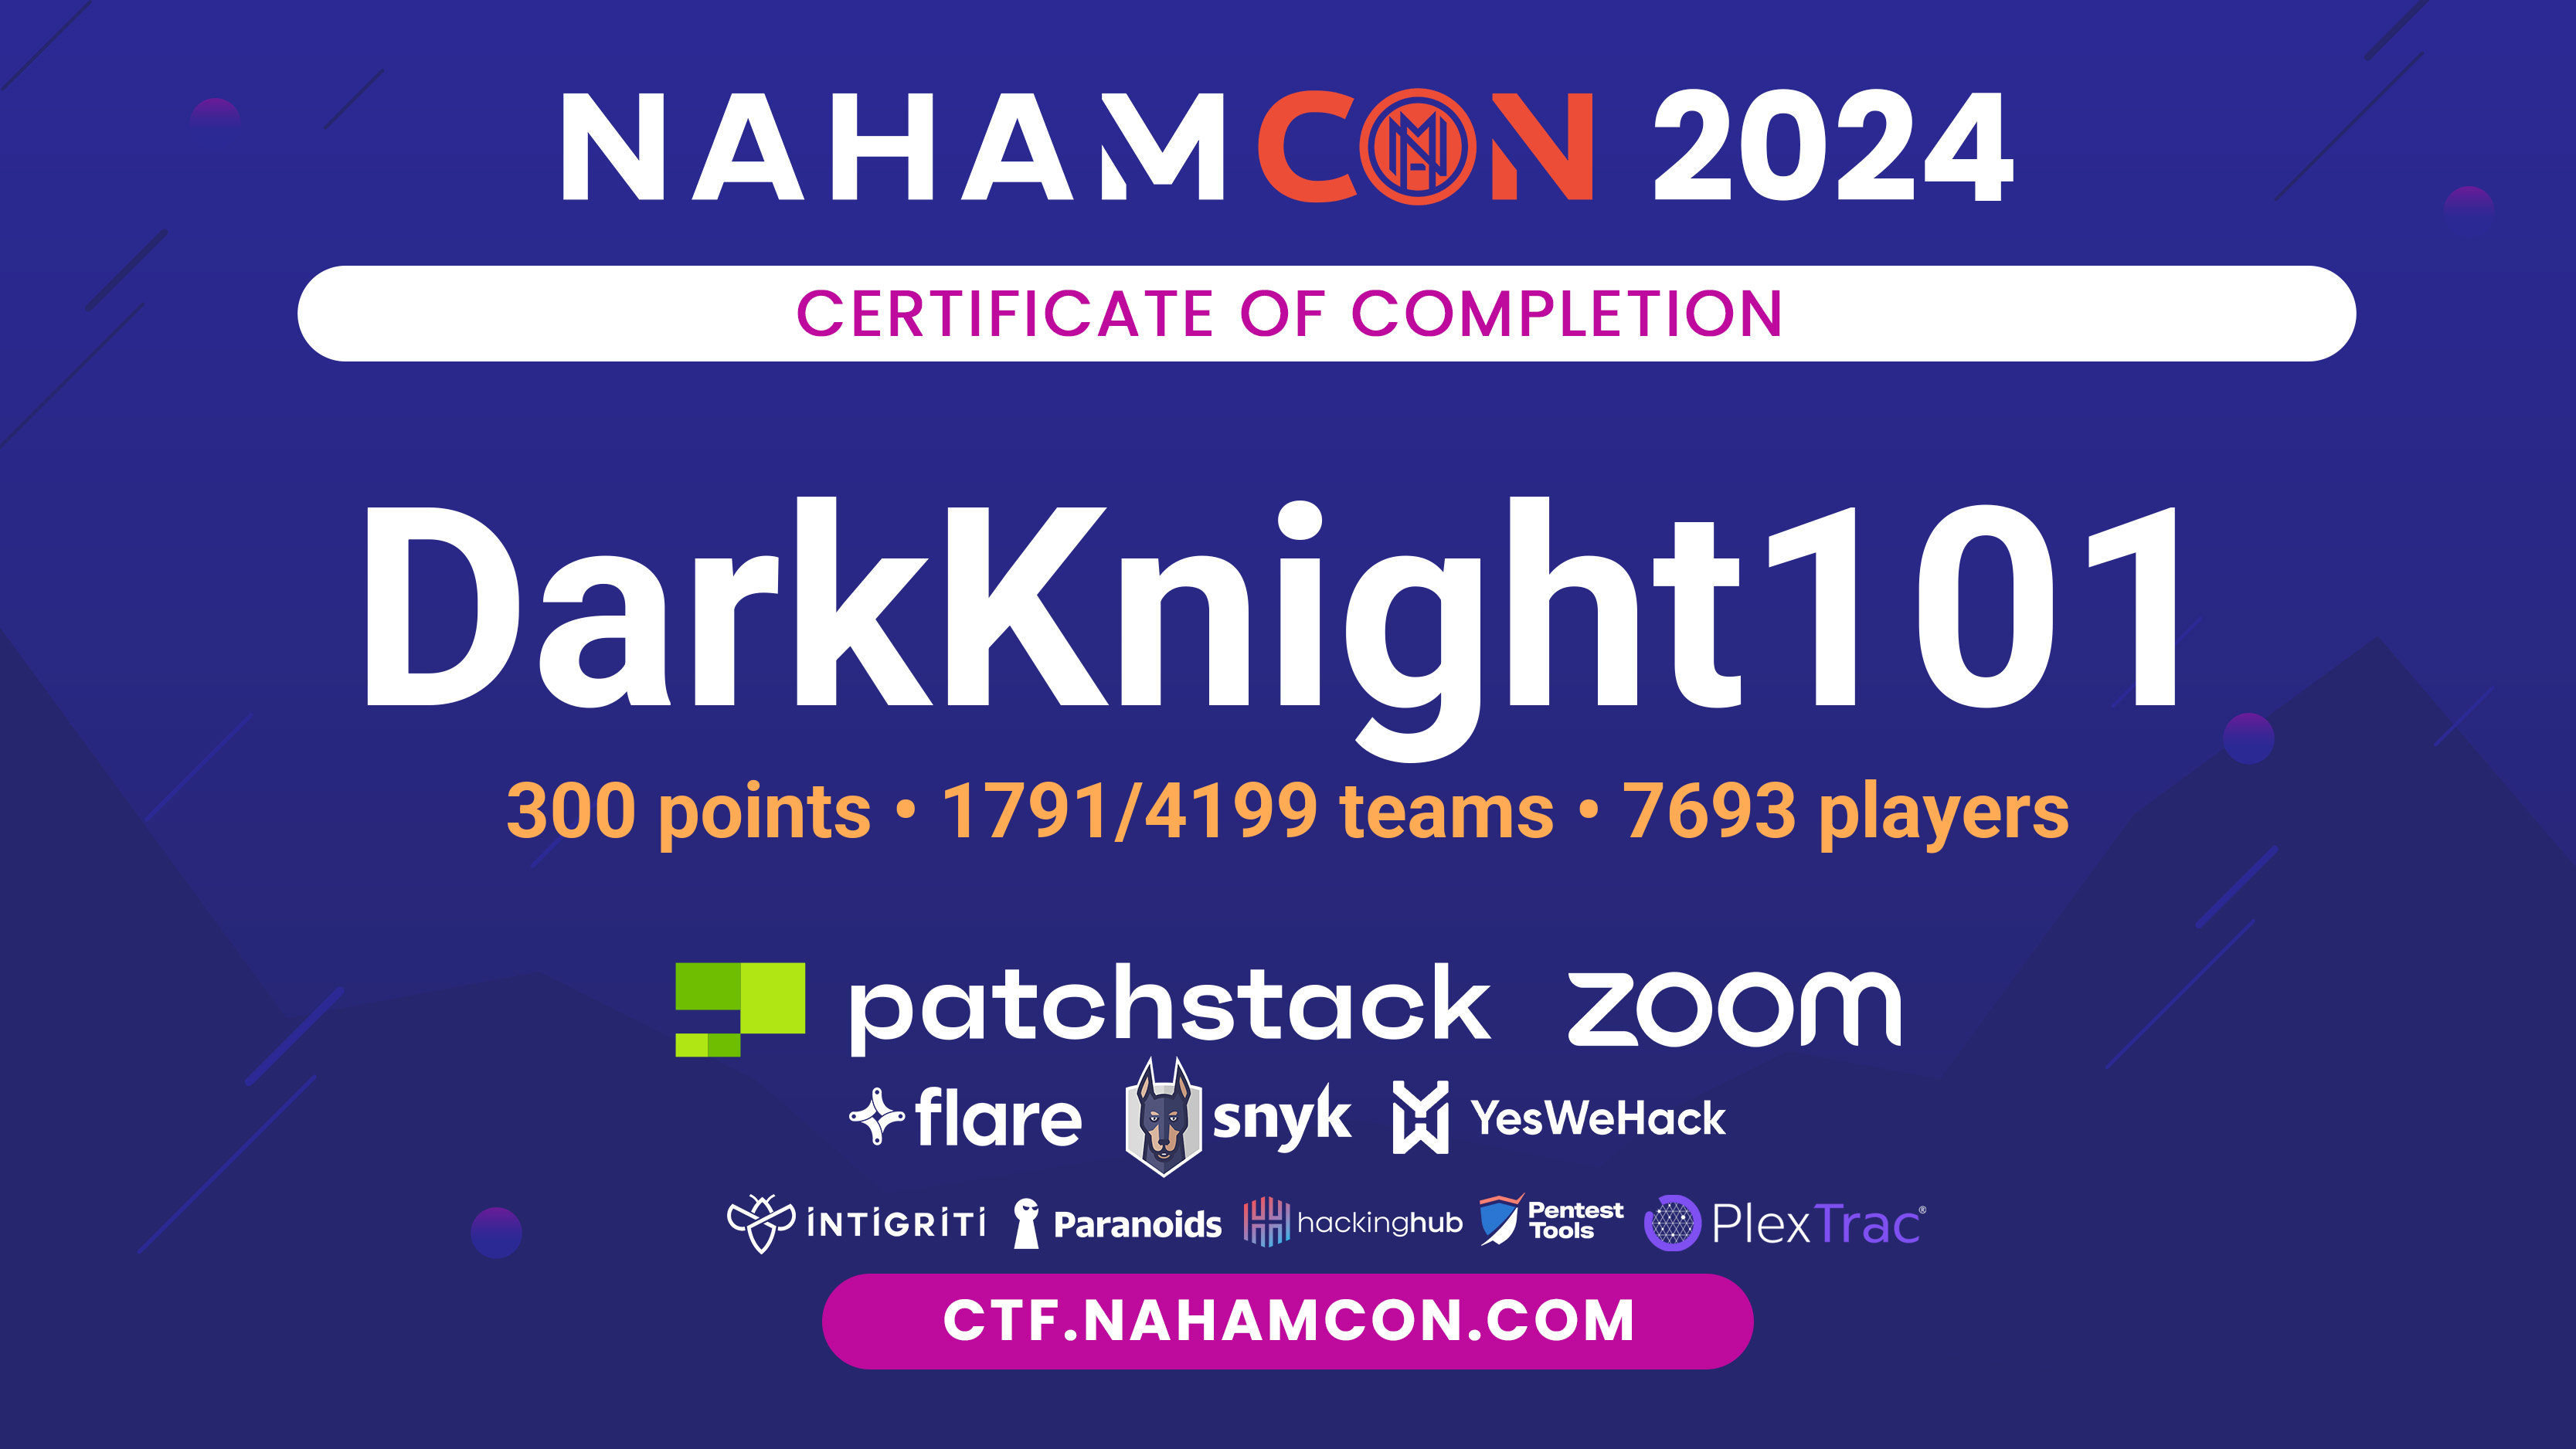 NAHAMCON 2024
CERTIFICATE OF COMPLETION
DarkKnight101
300 points • 1791/4199 teams • 7693 players
patchstack zoom
flare snyk YesWeHack
INTIGRITI Paranoids hackinghub Pentest Tools PlexTrac®
CTF.NAHAMCON.COM